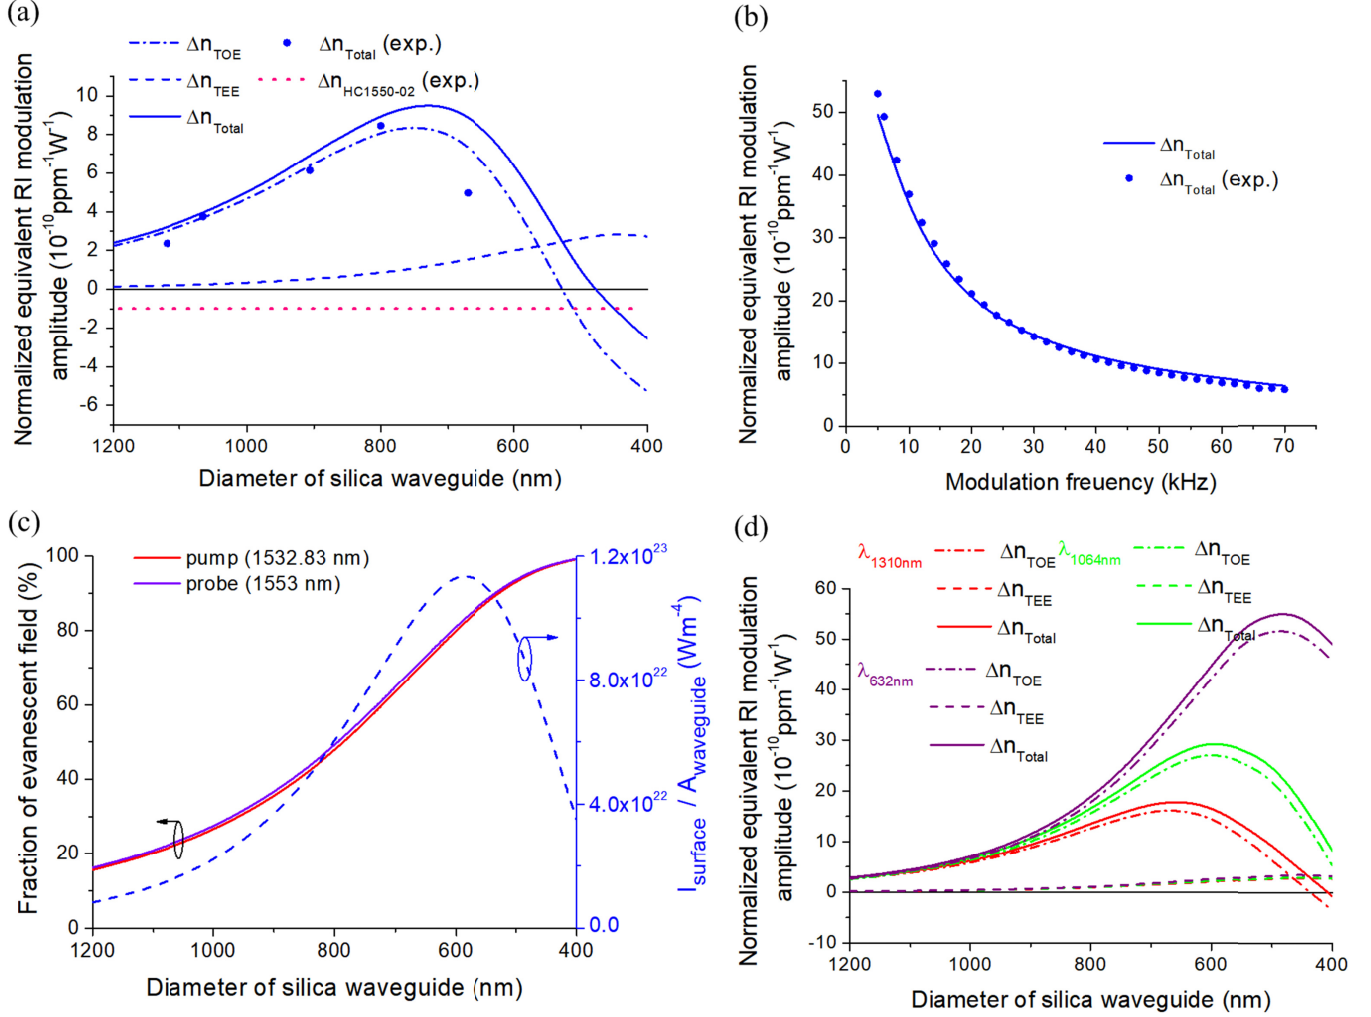 (a)
Δn_TOE
Δn_Total (exp.)
Δn_TEE
Δn_HC1550-02 (exp.)
Δn_Total
Normalized equivalent RI modulation
amplitude (10^-10 ppm^-1W^-1)
10
8
6
4
2
0
-2
-4
-6
1200
1000
800
600
400
Diameter of silica waveguide (nm)
(b)
Δn_Total
Δn_Total (exp.)
Normalized equivalent RI modulation
amplitude (10^-10 ppm^-1W^-1)
50
40
30
20
10
0
0
10
20
30
40
50
60
70
Modulation freuency (kHz)
(c)
pump (1532.83 nm)
probe (1553 nm)
Fraction of evanescent field (%)
100
80
60
40
20
0
1.2x10^23
8.0x10^22
4.0x10^22
0.0
I_surface / A_waveguide (Wm^-4)
1200
1000
800
600
400
Diameter of silica waveguide (nm)
(d)
λ_1310nm
Δn_TOE
Δn_TEE
Δn_Total
λ_1064nm
Δn_TOE
Δn_TEE
Δn_Total
λ_632nm
Δn_TOE
Δn_TEE
Δn_Total
Normalized equivalent RI modulation
amplitude (10^-10 ppm^-1W^-1)
60
50
40
30
20
10
0
-10
1200
1000
800
600
400
Diameter of silica waveguide (nm)